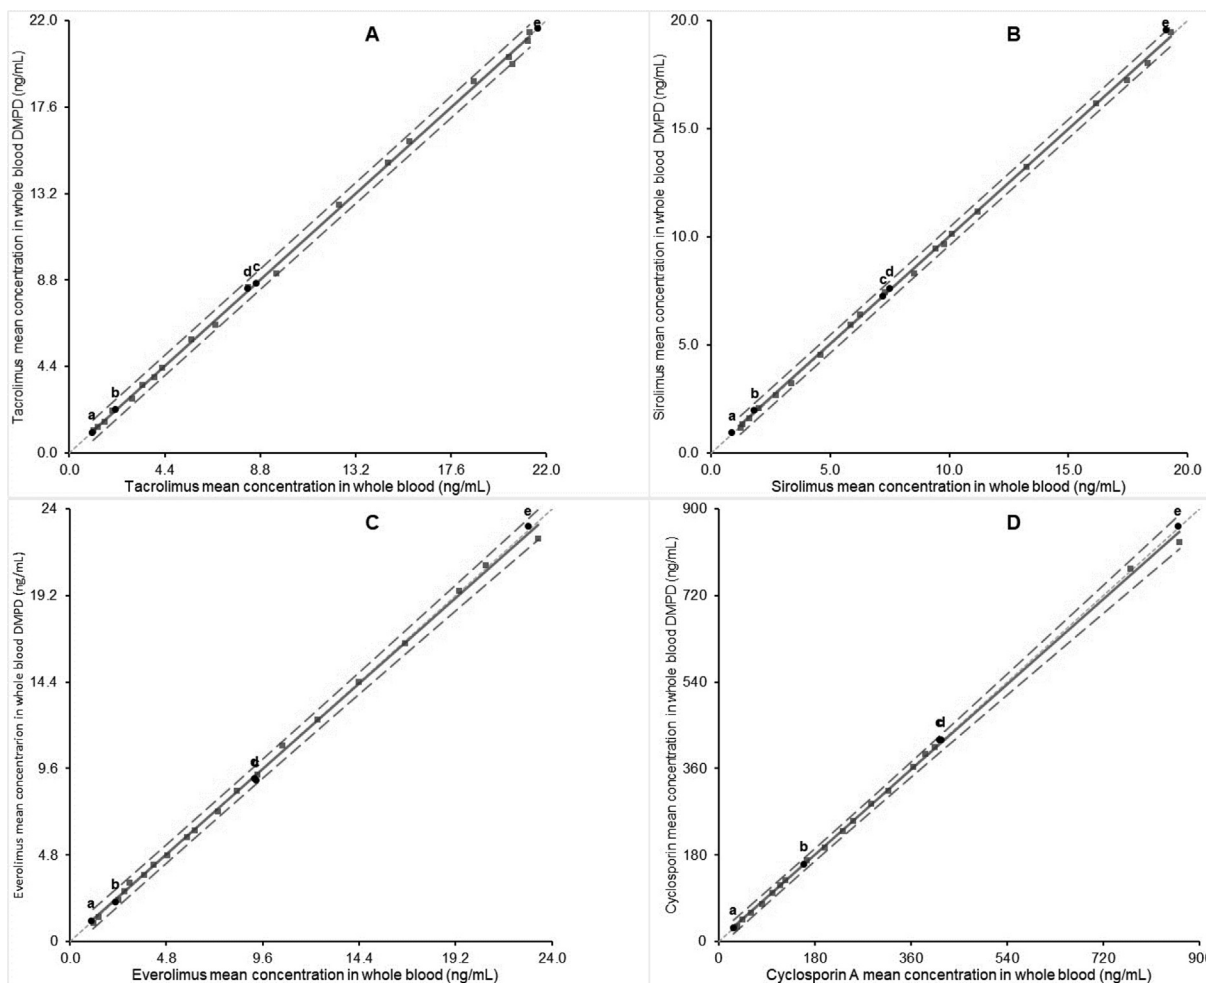 A
Tacrolimus mean concentration in whole blood DMPD (ng/mL)
22.0
17.6
13.2
8.8
4.4
0.0
a
b
d
c
e
0.0 4.4 8.8 13.2 17.6 22.0
Tacrolimus mean concentration in whole blood (ng/mL)
B
Sirolimus mean concentration in whole blood DMPD (ng/mL)
20.0
15.0
10.0
5.0
0.0
a
b
c
d
e
0.0 5.0 10.0 15.0 20.0
Sirolimus mean concentration in whole blood (ng/mL)
C
Everolimus mean concentrarion in whole blood DMPD (ng/mL)
24
19.2
14.4
9.6
4.8
0
a
b
d
e
0.0 4.8 9.6 14.4 19.2 24.0
Everolimus mean concentration in whole blood (ng/mL)
D
Cyclosporin mean concentration in whole blood DMPD (ng/mL)
900
720
540
360
180
0
a
b
cd
e
0 180 360 540 720 900
Cyclosporin A mean concentration in whole blood (ng/mL)